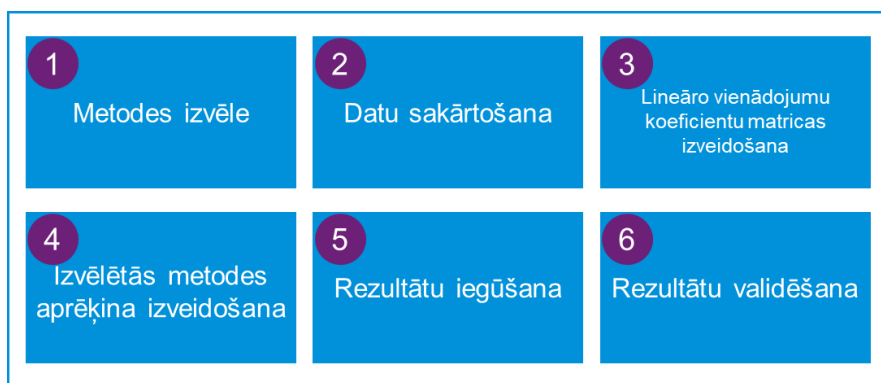 1
Metodes izvēle
2
Datu sakārtošana
3
Lineāro vienādojumu
koeficientu matricas
izveidošana
4
Izvēlētās metodes
aprēķina izveidošana
5
Rezultātu iegūšana
6
Rezultātu validēšana